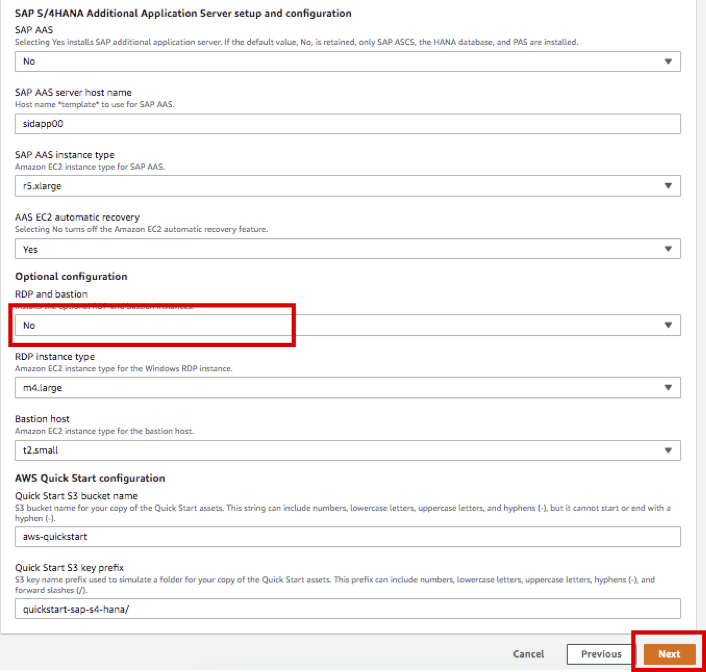 SAP S/4HANA Additional Application Server setup and configuration
SAP AAS
Selecting Yes installs SAP additional application server. If the default value, No, is retained, only SAP ASCS, the HANA database, and PAS are installed.
No
SAP AAS server host name
Host name *template* to use for SAP AAS.
sidapp00
SAP AAS instance type
Amazon EC2 instance type for SAP AAS.
r5.xlarge
AAS EC2 automatic recovery
Selecting No turns off the Amazon EC2 automatic recovery feature.
Yes
Optional configuration
RDP and bastion
Installs the optional RDP and bastion instances.
No
RDP instance type
Amazon EC2 instance type for the Windows RDP instance.
m4.large
Bastion host
Amazon EC2 instance type for the bastion host.
t2.small
AWS Quick Start configuration
Quick Start S3 bucket name
S3 bucket name for your copy of the Quick Start assets. This string can include numbers, lowercase letters, uppercase letters, and hyphens (-), but it cannot start or end with a
hyphen (-).
aws-quickstart
Quick Start S3 key prefix
S3 key name prefix used to simulate a folder for your copy of the Quick Start assets. This prefix can include numbers, lowercase letters, uppercase letters, hyphens (-), and
forward slashes (/).
quickstart-sap-s4-hana/
Cancel Previous Next